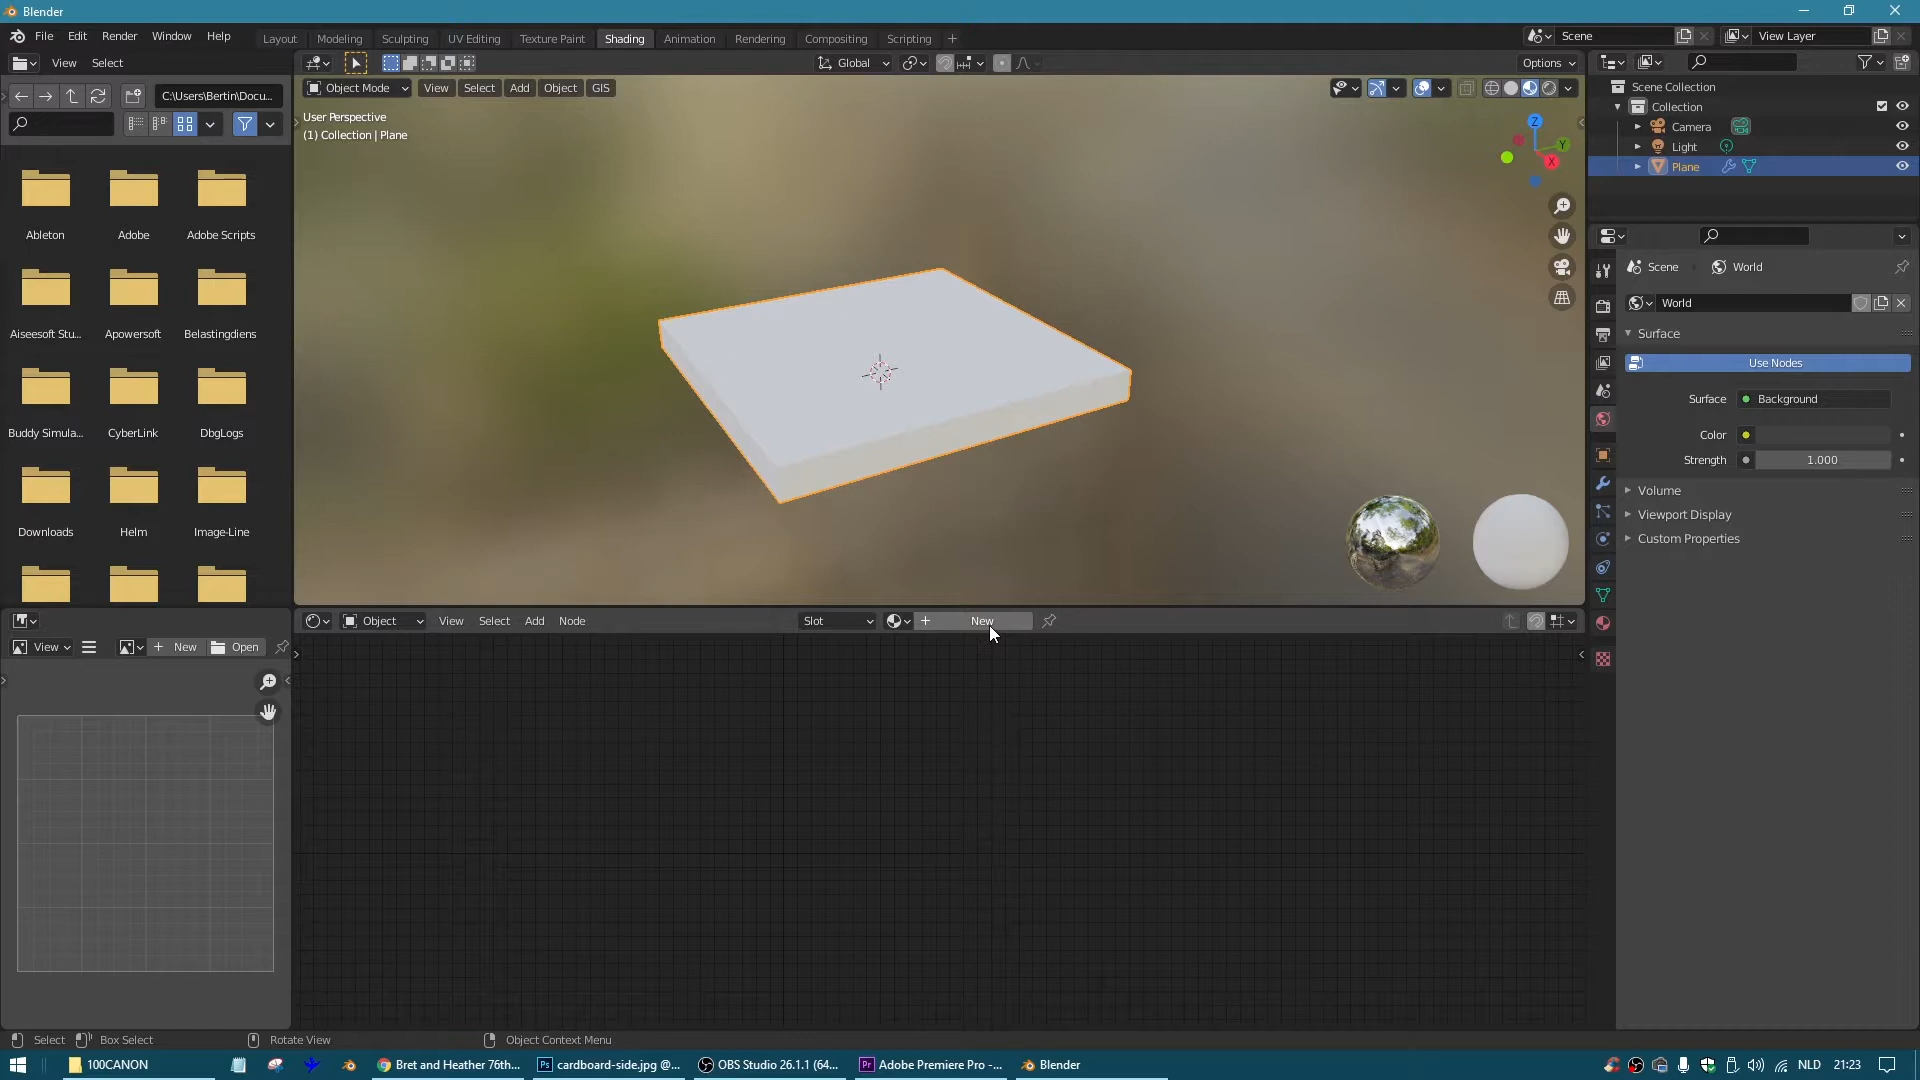 Blender
File Edit Render Window Help
Layout Modeling Sculpting UV Editing Texture Paint Shading Animation Rendering Compositing Scripting
Scene View Layer
View Select
Global Options
C:\Users\Bertin\Docu...
Object Mode View Select Add Object GIS
User Perspective
(1) Collection | Plane
Z
Y
X
Ableton Adobe Adobe Scripts
Aiseesoft Stu... Apowersoft Belastingdiens
Buddy Simula... CyberLink DbgLogs
Downloads Helm Image-Line
Scene Collection
Collection
Camera
Light
Plane
Scene World
World
Surface
Use Nodes
Surface Background
Color
Strength 1.000
Volume
Viewport Display
Custom Properties
Object View Select Add Node Slot New
View New Open
Select Box Select Rotate View Object Context Menu
100CANON Bret and Heather 76th... Ps cardboard-side.jpg @... OBS Studio 26.1.1 (64... Pr Adobe Premiere Pro -... Blender NLD 21:23